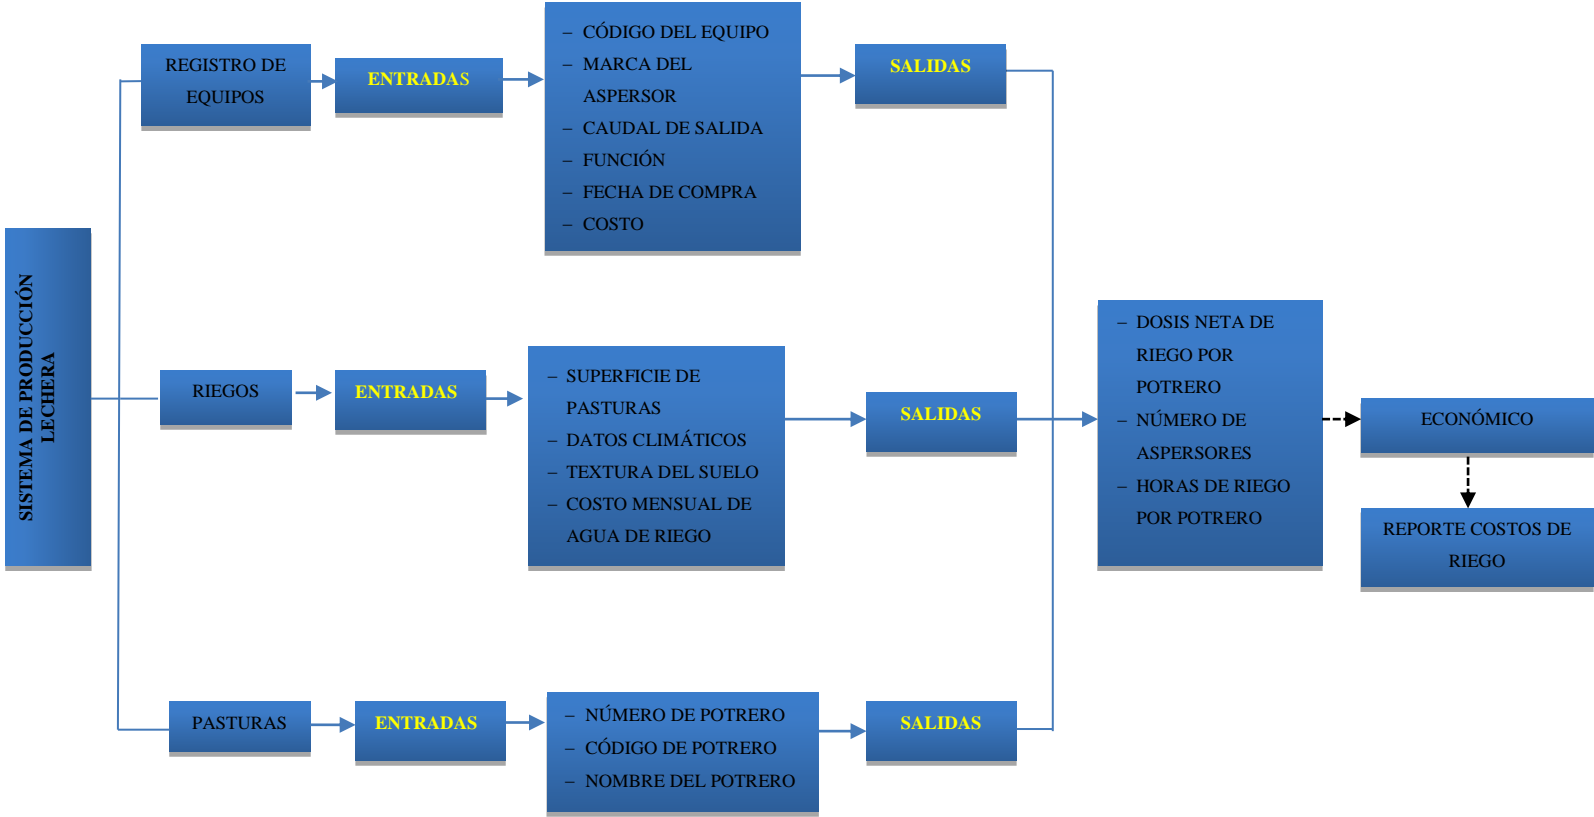 SISTEMA DE PRODUCCIÓN
LECHERA
REGISTRO DE
EQUIPOS
ENTRADAS
– CÓDIGO DEL EQUIPO
– MARCA DEL
ASPERSOR
– CAUDAL DE SALIDA
– FUNCIÓN
– FECHA DE COMPRA
– COSTO
SALIDAS
RIEGOS
ENTRADAS
– SUPERFICIE DE
PASTURAS
– DATOS CLIMÁTICOS
– TEXTURA DEL SUELO
– COSTO MENSUAL DE
AGUA DE RIEGO
SALIDAS
PASTURAS
ENTRADAS
– NÚMERO DE POTRERO
– CÓDIGO DE POTRERO
– NOMBRE DEL POTRERO
SALIDAS
– DOSIS NETA DE
RIEGO POR
POTRERO
– NÚMERO DE
ASPERSORES
– HORAS DE RIEGO
POR POTRERO
ECONÓMICO
REPORTE COSTOS DE
RIEGO